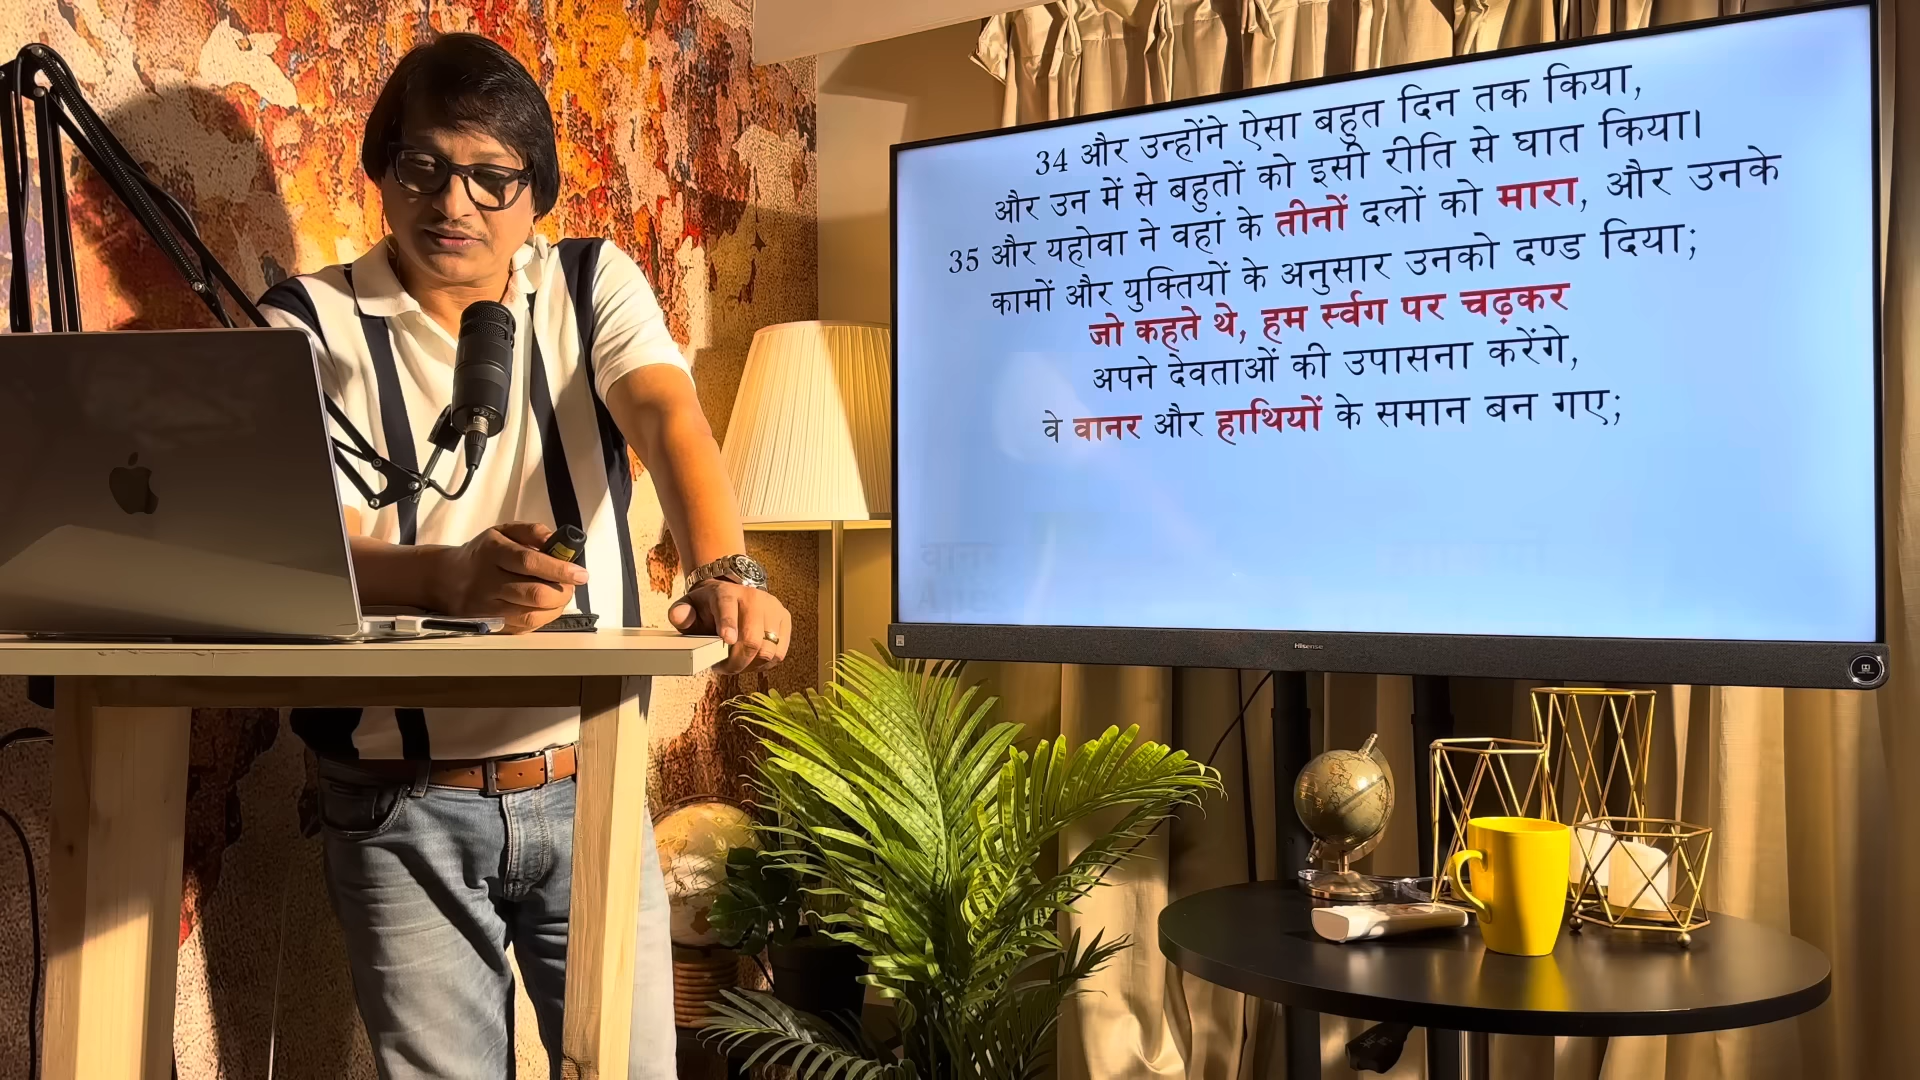 34 और उन्होंने ऐसा बहुत दिन तक किया,
और उन में से बहुतों को इसी रीति से घात किया।
35 और यहोवा ने वहां के तीनों दलों को मारा, और उनके
कामों और युक्तियों के अनुसार उनको दण्ड दिया;
जो कहते थे, हम र्स्वग पर चढ़कर
अपने देवताओं की उपासना करेंगे,
वे वानर और हाथियों के समान बन गए;
Hisense